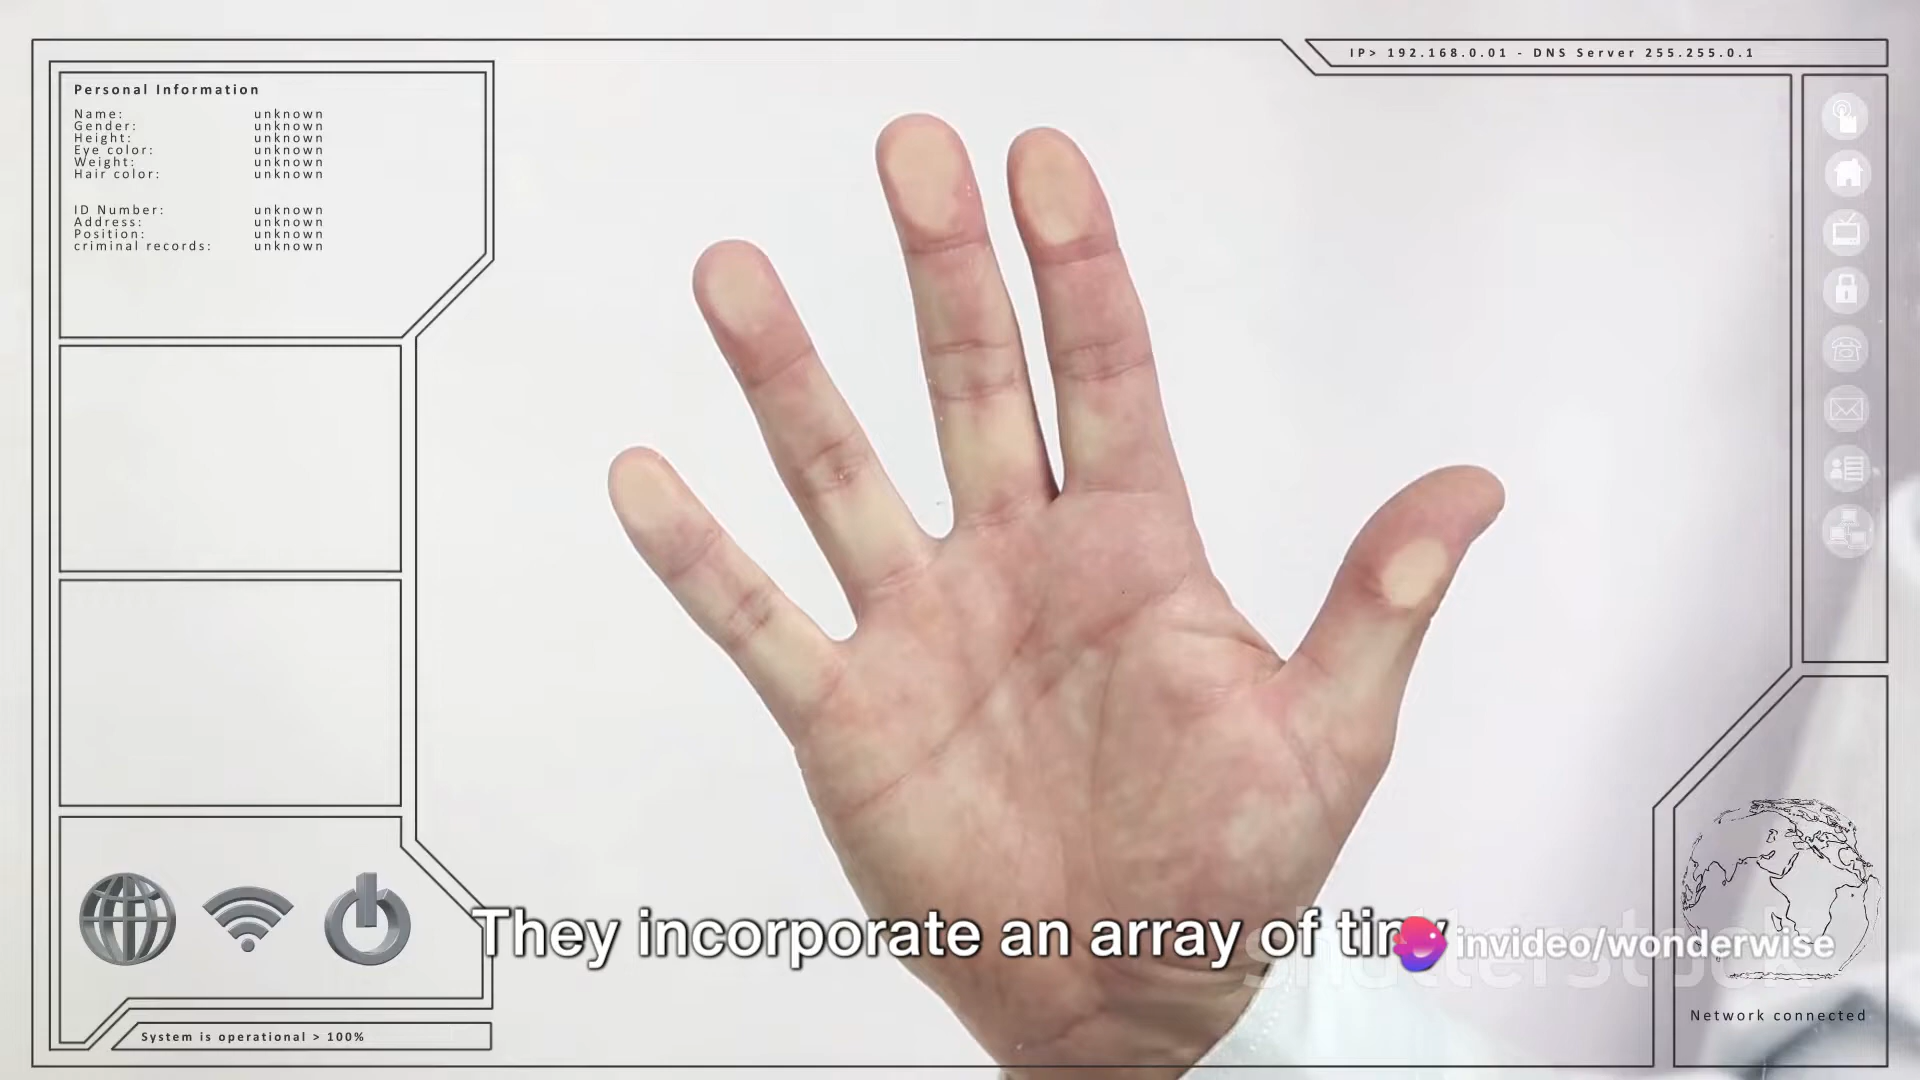 IP> 192.168.0.01 - DNS Server 255.255.0.1
Personal Information
Name: unknown
Gender: unknown
Height: unknown
Eye color: unknown
Weight: unknown
Hair color: unknown
ID Number: unknown
Address: unknown
Position: unknown
criminal records: unknown
They incorporate an array of tiny
invideo/wonderwise
shutterstock
Network connected
System is operational > 100%